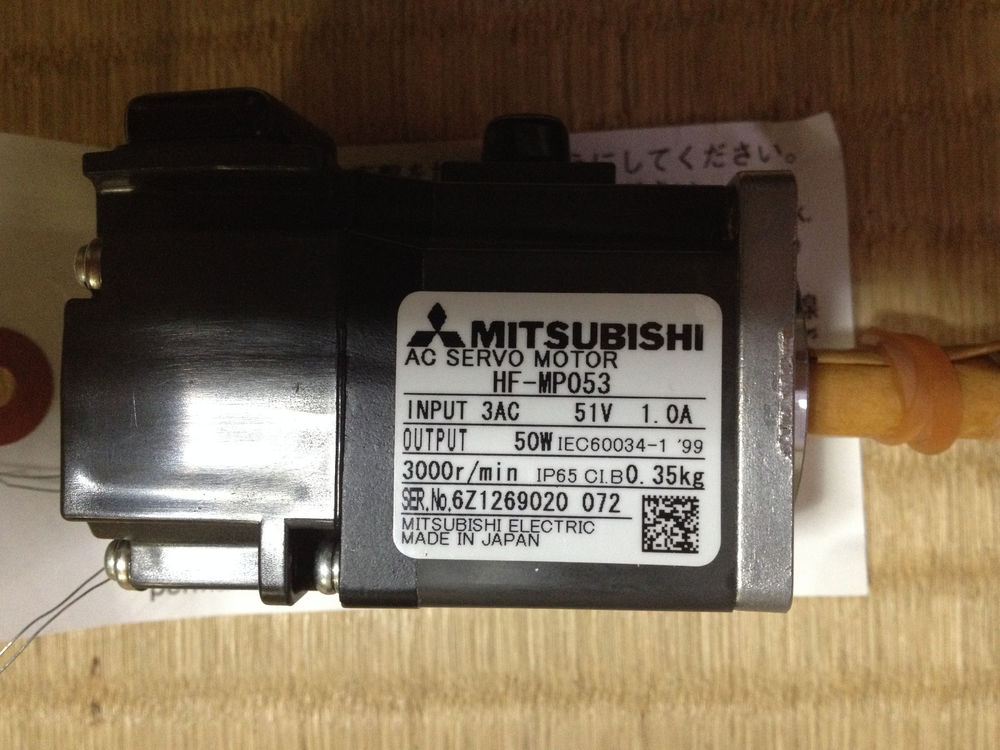 にしてください。
MITSUBISHI
AC SERVO MOTOR
HF-MP053
INPUT 3AC 51V 1.0A
OUTPUT 50W IEC60034-1 '99
3000r/min IP65 CI.B 0.35kg
SER.No.6Z1269020 072
MITSUBISHI ELECTRIC
MADE IN JAPAN